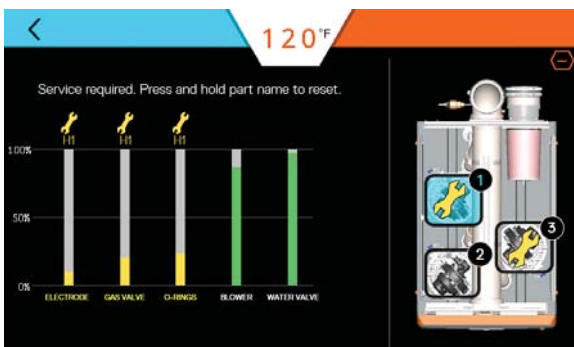 120°F
Service required. Press and hold part name to reset.
H1 H1 H1
100%
50%
0%
ELECTRODE GAS VALVE O-RINGS BLOWER WATER VALVE
1
2
3